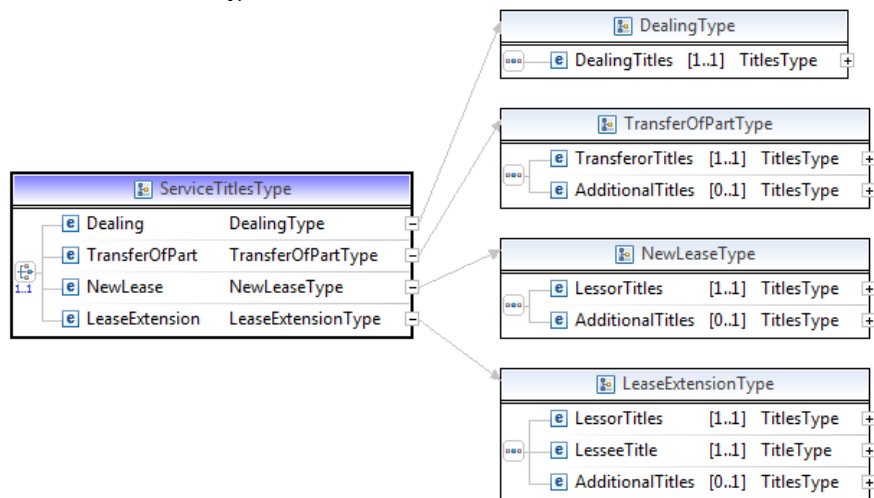 DealingType
DealingTitles [1..1] TitlesType
TransferOfPartType
TransferorTitles [1..1] TitlesType
AdditionalTitles [0..1] TitlesType
ServiceTitlesType
1..1
Dealing DealingType
TransferOfPart TransferOfPartType
NewLease NewLeaseType
LeaseExtension LeaseExtensionType
NewLeaseType
LessorTitles [1..1] TitlesType
AdditionalTitles [0..1] TitlesType
LeaseExtensionType
LessorTitles [1..1] TitlesType
LesseeTitle [1..1] TitleType
AdditionalTitles [0..1] TitlesType